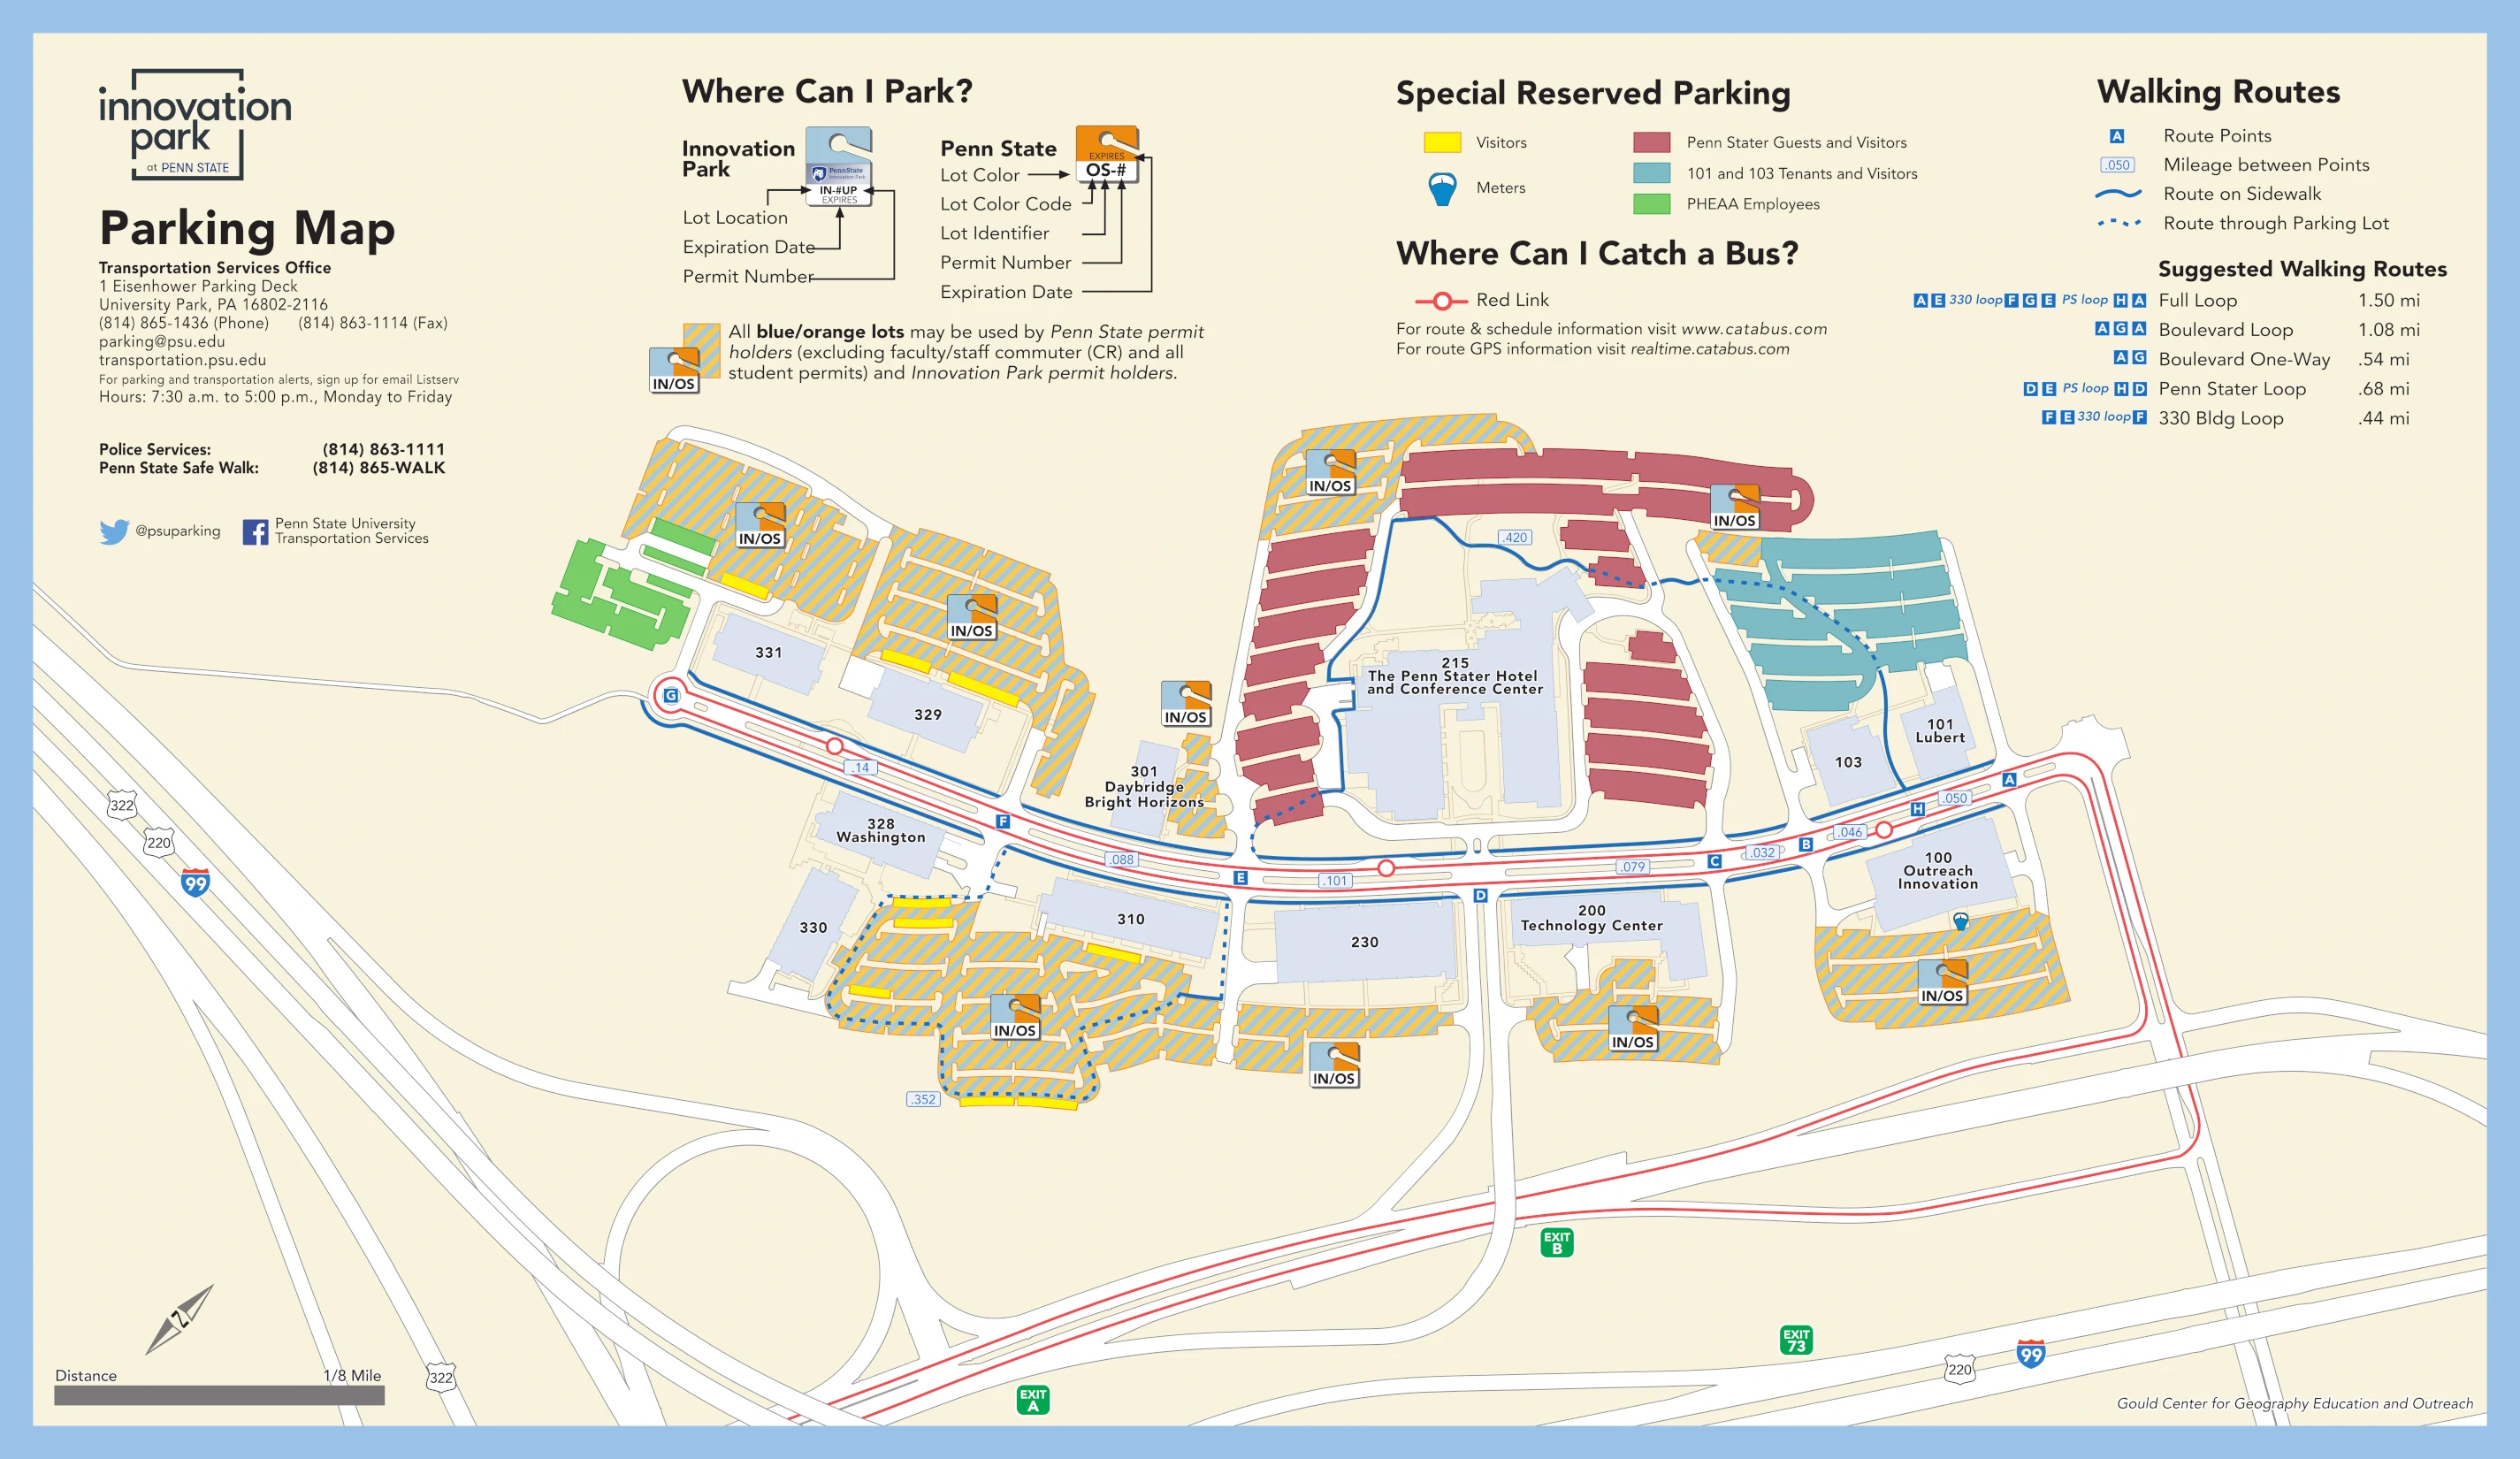 innovation
park
at PENN STATE
Parking Map
Transportation Services Office
1 Eisenhower Parking Deck
University Park, PA 16802-2116
(814) 865-1436 (Phone) (814) 863-1114 (Fax)
parking@psu.edu
transportation.psu.edu
For parking and transportation alerts, sign up for email Listserv
Hours: 7:30 a.m. to 5:00 p.m., Monday to Friday
Police Services: (814) 863-1111
Penn State Safe Walk: (814) 865-WALK
@psuparking
Penn State University
Transportation Services
Where Can I Park?
Innovation
Park
PennState
Innovation Park
IN-#UP
EXPIRES
Lot Location
Expiration Date
Permit Number
Penn State
EXPIRES
OS-#
Lot Color
Lot Color Code
Lot Identifier
Permit Number
Expiration Date
IN/OS
All blue/orange lots may be used by Penn State permit
holders (excluding faculty/staff commuter (CR) and all
student permits) and Innovation Park permit holders.
Special Reserved Parking
Visitors
Meters
Penn Stater Guests and Visitors
101 and 103 Tenants and Visitors
PHEAA Employees
Where Can I Catch a Bus?
Red Link
For route & schedule information visit www.catabus.com
For route GPS information visit realtime.catabus.com
Walking Routes
A Route Points
.050 Mileage between Points
Route on Sidewalk
Route through Parking Lot
Suggested Walking Routes
A E 330 loop F G E PS loop H A Full Loop 1.50 mi
A G A Boulevard Loop 1.08 mi
A G Boulevard One-Way .54 mi
D E PS loop H D Penn Stater Loop .68 mi
F E 330 loop F 330 Bldg Loop .44 mi
IN/OS
IN/OS
IN/OS
IN/OS
IN/OS
.420
331
329
G
.14
215
The Penn Stater Hotel
and Conference Center
301
Daybridge
Bright Horizons
101
Lubert
103
A
.050
H
.046
B
.032
C
.079
D
.101
E
.088
F
328
Washington
330
310
230
200
Technology Center
100
Outreach
Innovation
IN/OS
IN/OS
IN/OS
IN/OS
.352
322
220
99
EXIT
B
EXIT
73
EXIT
A
220
99
322
N
Distance 1/8 Mile
Gould Center for Geography Education and Outreach